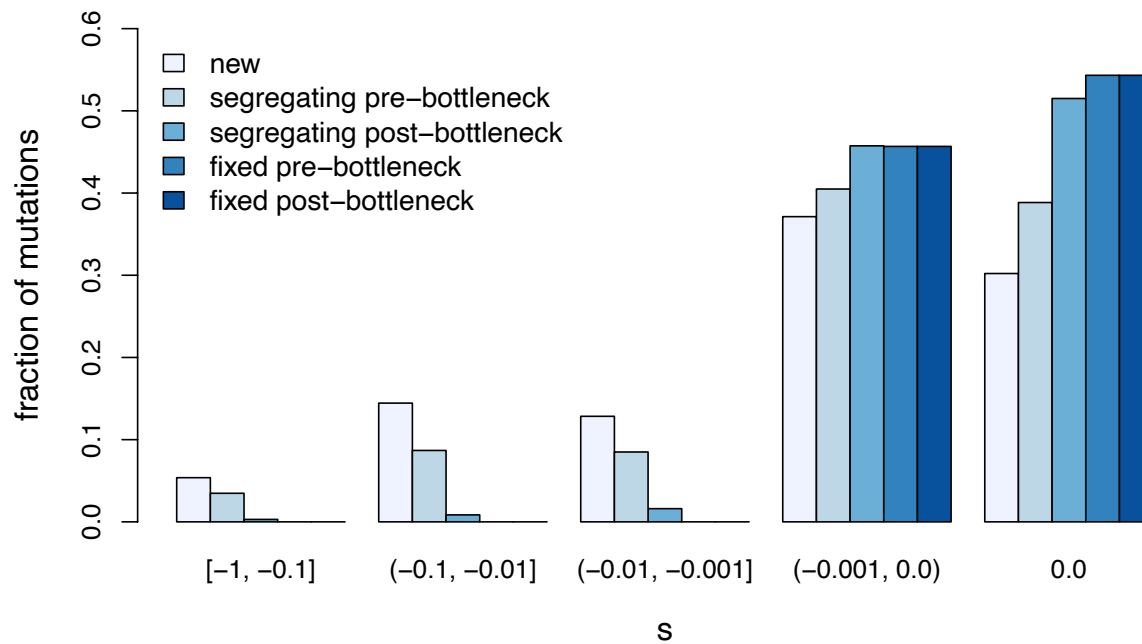 0.6
0.5
0.4
0.3
0.2
0.1
0.0
fraction of mutations
new
segregating pre−bottleneck
segregating post−bottleneck
fixed pre−bottleneck
fixed post−bottleneck
[−1, −0.1]
(−0.1, −0.01]
(−0.01, −0.001]
(−0.001, 0.0)
0.0
s